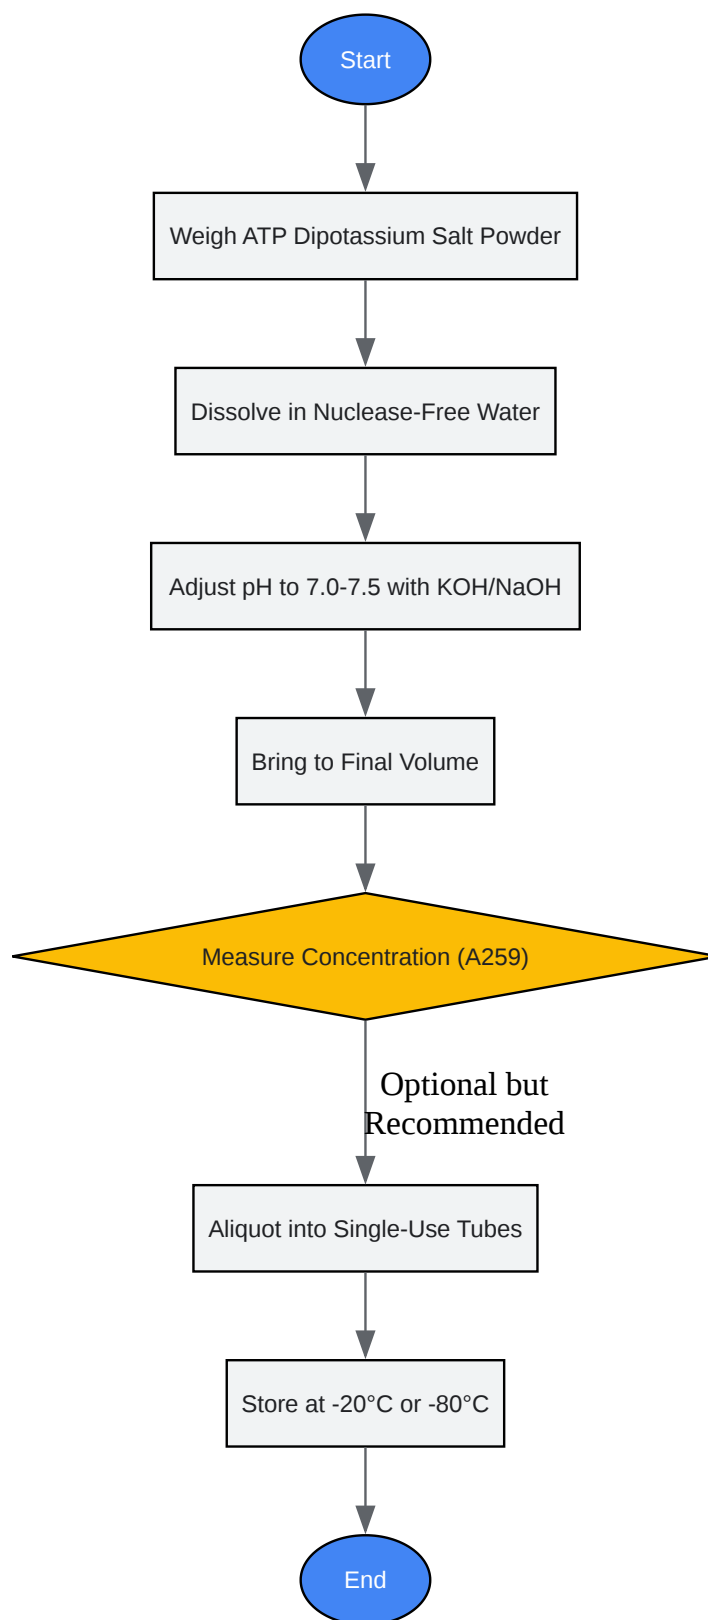 Start
Weigh ATP Dipotassium Salt Powder
Dissolve in Nuclease-Free Water
Adjust pH to 7.0-7.5 with KOH/NaOH
Bring to Final Volume
Measure Concentration (A259)
Optional but
Recommended
Aliquot into Single-Use Tubes
Store at -20°C or -80°C
End